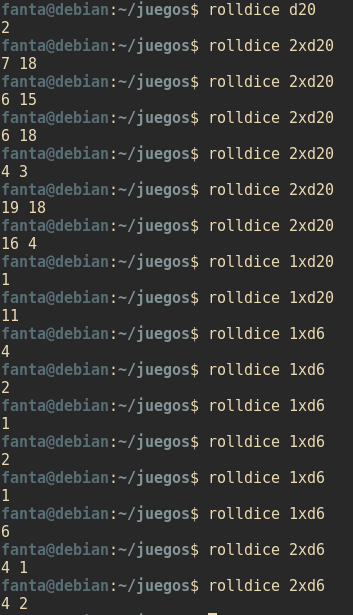 fanta@debian:~/juegos$ rolldice d20
2
fanta@debian:~/juegos$ rolldice 2xd20
7 18
fanta@debian:~/juegos$ rolldice 2xd20
6 15
fanta@debian:~/juegos$ rolldice 2xd20
6 18
fanta@debian:~/juegos$ rolldice 2xd20
4 3
fanta@debian:~/juegos$ rolldice 2xd20
19 18
fanta@debian:~/juegos$ rolldice 2xd20
16 4
fanta@debian:~/juegos$ rolldice 1xd20
1
fanta@debian:~/juegos$ rolldice 1xd20
11
fanta@debian:~/juegos$ rolldice 1xd6
4
fanta@debian:~/juegos$ rolldice 1xd6
2
fanta@debian:~/juegos$ rolldice 1xd6
1
fanta@debian:~/juegos$ rolldice 1xd6
2
fanta@debian:~/juegos$ rolldice 1xd6
1
fanta@debian:~/juegos$ rolldice 1xd6
6
fanta@debian:~/juegos$ rolldice 2xd6
4 1
fanta@debian:~/juegos$ rolldice 2xd6
4 2